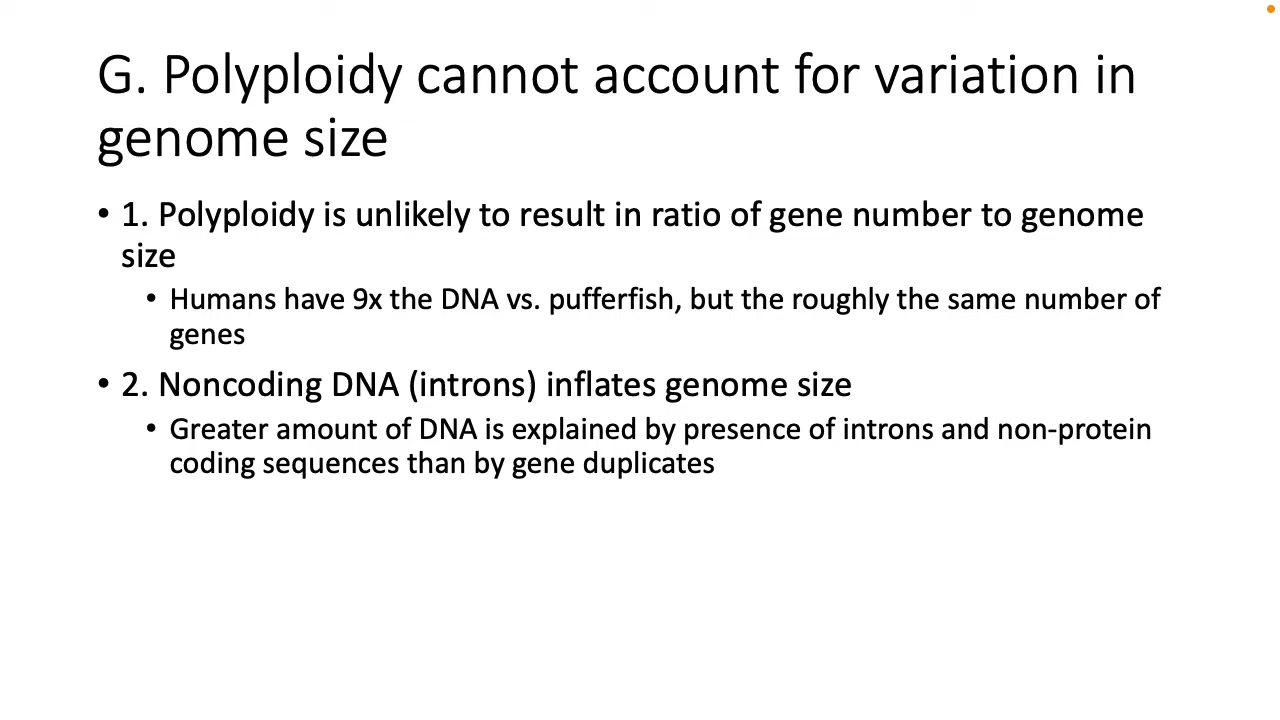 G. Polyploidy cannot account for variation in
genome size
• 1. Polyploidy is unlikely to result in ratio of gene number to genome
size
• Humans have 9x the DNA vs. pufferfish, but the roughly the same number of
genes
• 2. Noncoding DNA (introns) inflates genome size
• Greater amount of DNA is explained by presence of introns and non-protein
coding sequences than by gene duplicates